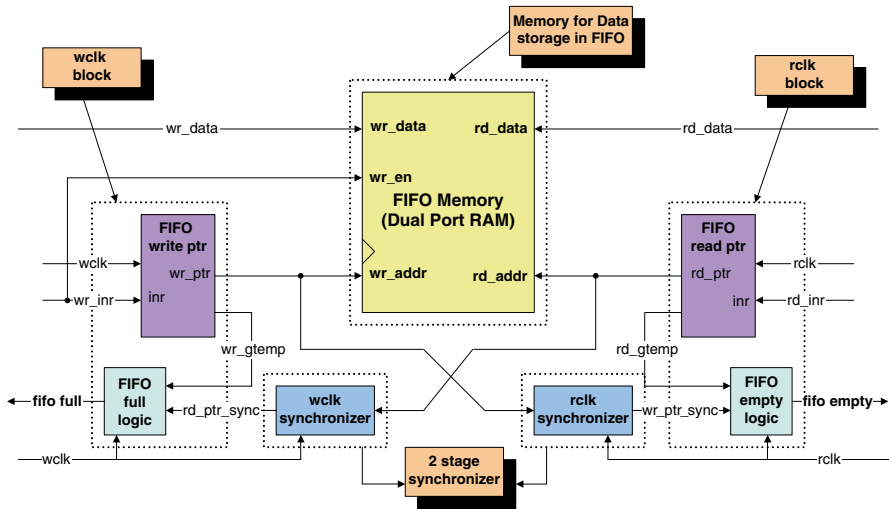 Memory for Data
storage in FIFO
wclk
block
rclk
block
wr_data
wr_data
rd_data
rd_data
wr_en
FIFO Memory
(Dual Port RAM)
FIFO
write ptr
FIFO
read ptr
wclk
wr_ptr
wr_addr
rd_addr
rd_ptr
rclk
wr_inr
inr
inr
rd_inr
wr_gtemp
rd_gtemp
FIFO
full
logic
FIFO
empty
logic
fifo full
rd_ptr_sync
wclk
synchronizer
rclk
synchronizer
wr_ptr_sync
fifo empty
wclk
2 stage
synchronizer
rclk